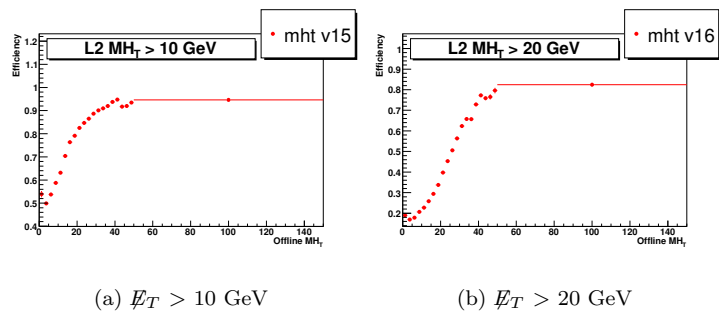 L2 MH_T > 10 GeV
mht v15
Efficiency
1.2
1.1
1
0.9
0.8
0.7
0.6
0.5
0.4
0 20 40 60 80 100 120 140
Offline MH_T
(a) E̸_T > 10 GeV
L2 MH_T > 20 GeV
mht v16
Efficiency
1
0.9
0.8
0.7
0.6
0.5
0.4
0.3
0.2
0 20 40 60 80 100 120 140
Offline MH_T
(b) E̸_T > 20 GeV